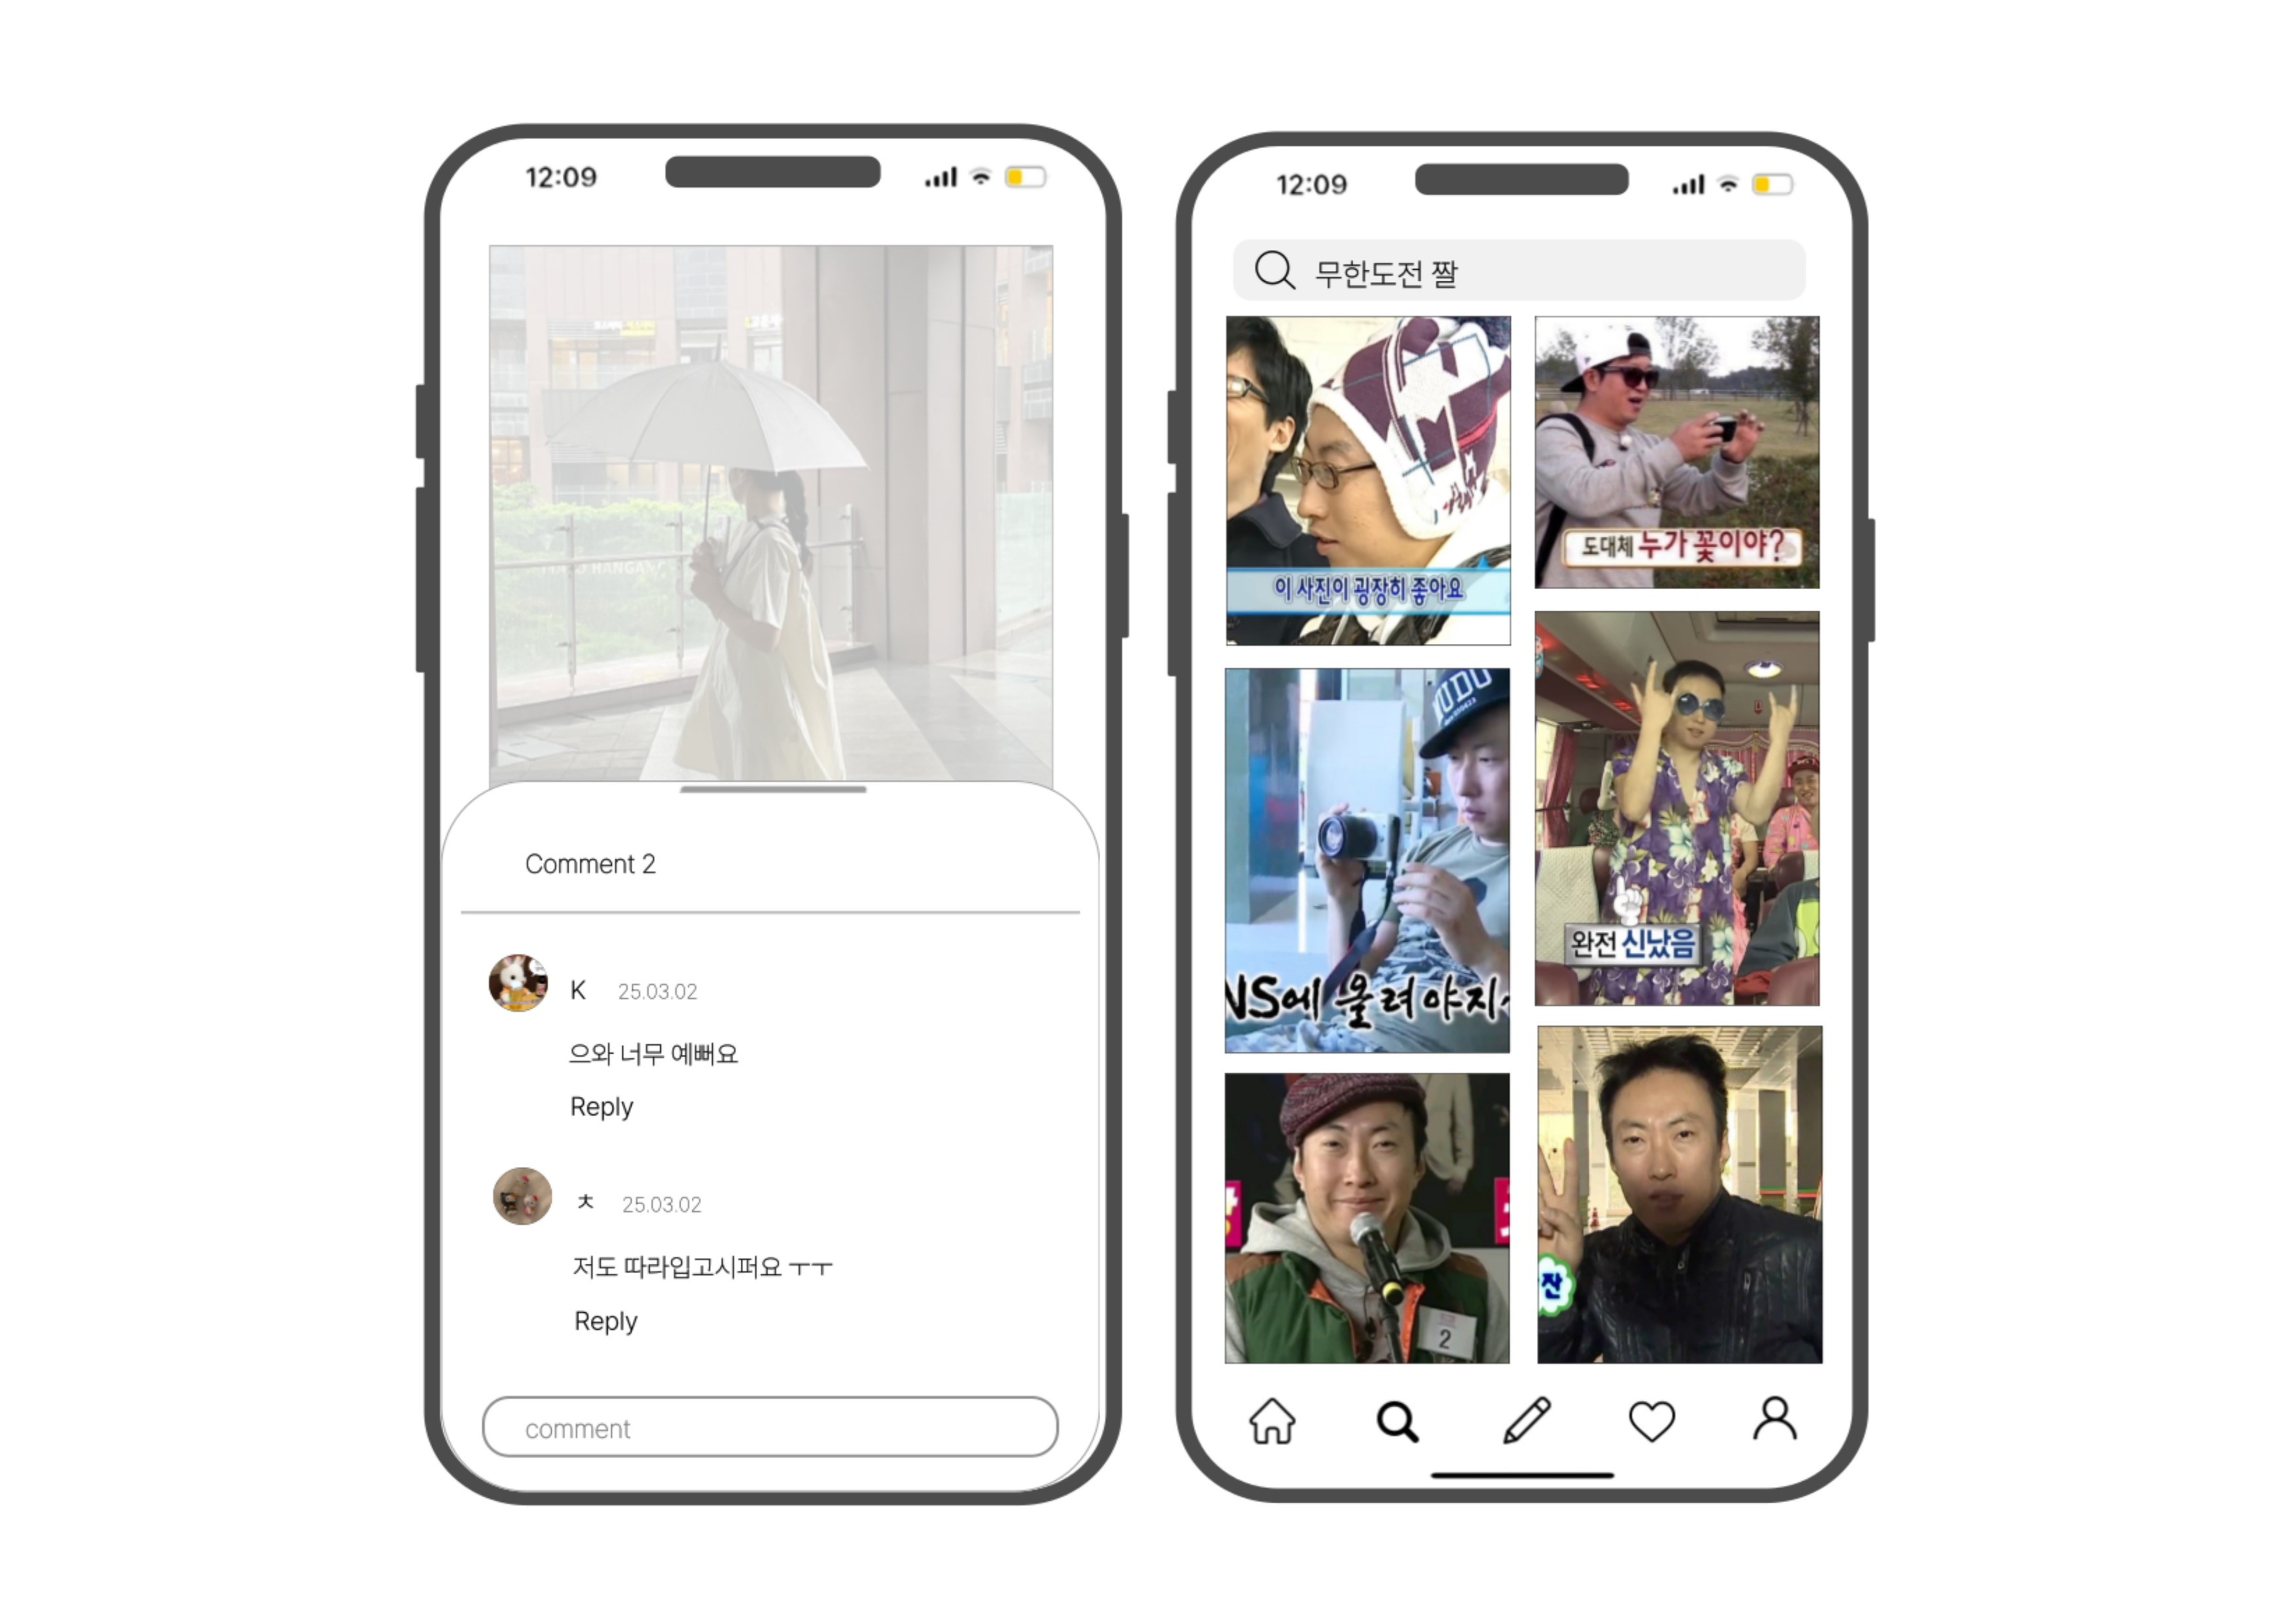 12:09
Comment 2
K 25.03.02
으와 너무 예뻐요
Reply
ㅊ 25.03.02
저도 따라입고시퍼요 ㅜㅜ
Reply
comment
12:09
무한도전 짤
이 사진이 굉장히 좋아요
도대체 누가 꽃이야?
NS에 올려야지
완전 신났음
2
잔